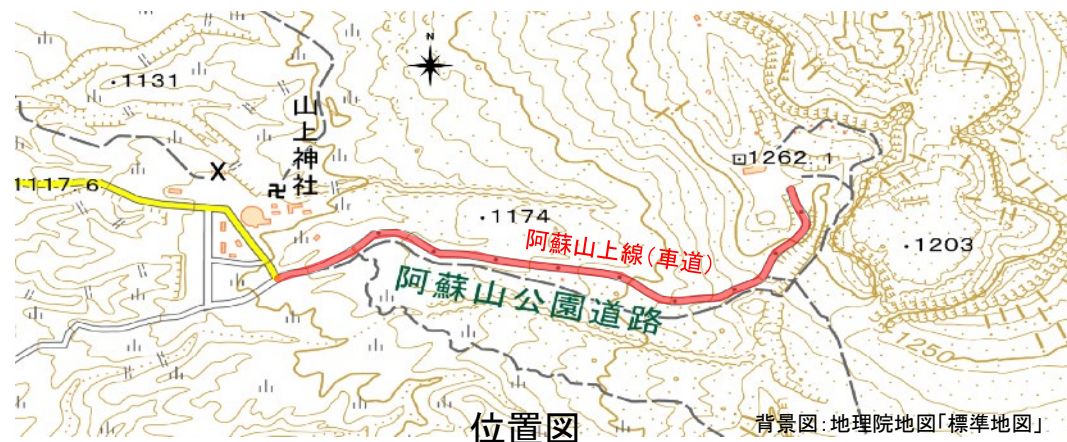 N
・1131
山上神社
1262.1
1117.6
・1174
・1203
阿蘇山上線(車道)
阿蘇山公園道路
1250
位置図
背景図:地理院地図「標準地図」